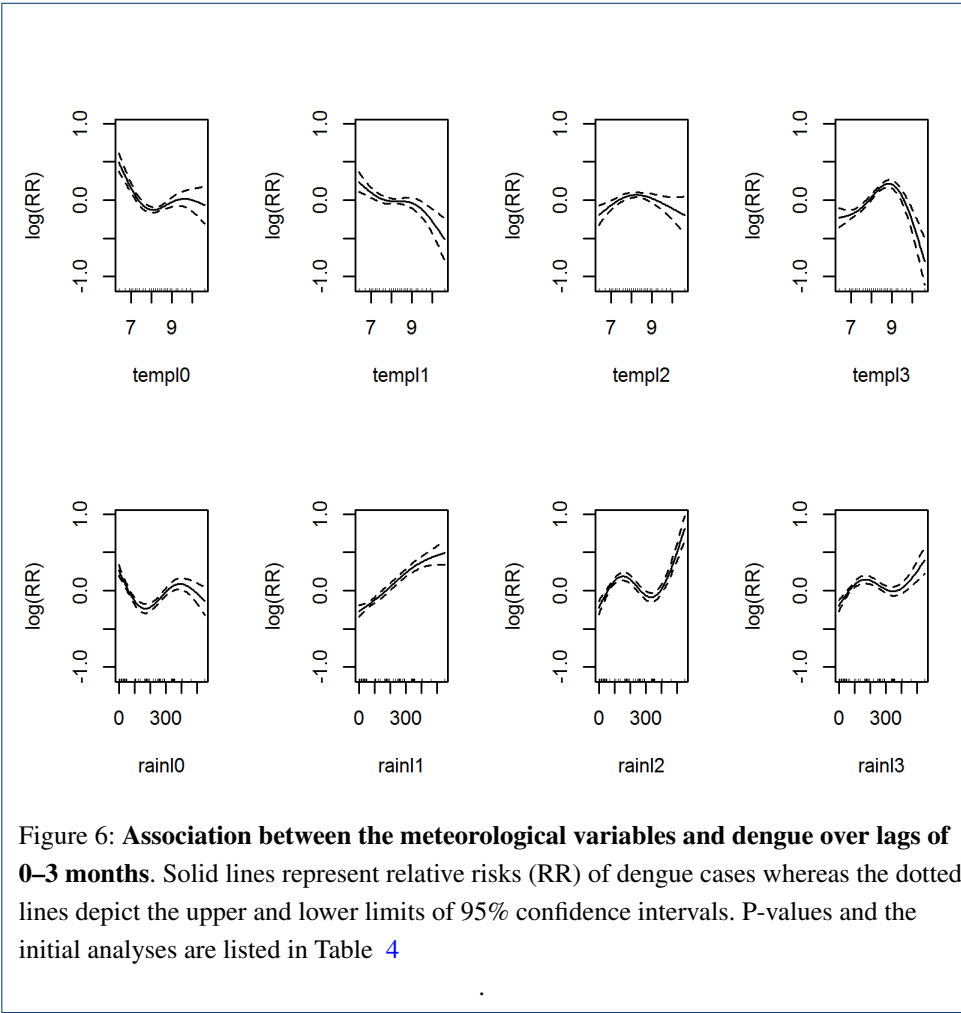 1.0 1.0 1.0 1.0
log(RR) 0.0 log(RR) 0.0 log(RR) 0.0 log(RR) 0.0
-1.0 -1.0 -1.0 -1.0
7 9 7 9 7 9 7 9
templ0 templ1 templ2 templ3
1.0 1.0 1.0 1.0
log(RR) 0.0 log(RR) 0.0 log(RR) 0.0 log(RR) 0.0
-1.0 -1.0 -1.0 -1.0
0 300 0 300 0 300 0 300
rainl0 rainl1 rainl2 rainl3
Figure 6: Association between the meteorological variables and dengue over lags of
0–3 months. Solid lines represent relative risks (RR) of dengue cases whereas the dotted
lines depict the upper and lower limits of 95% confidence intervals. P-values and the
initial analyses are listed in Table 4
.